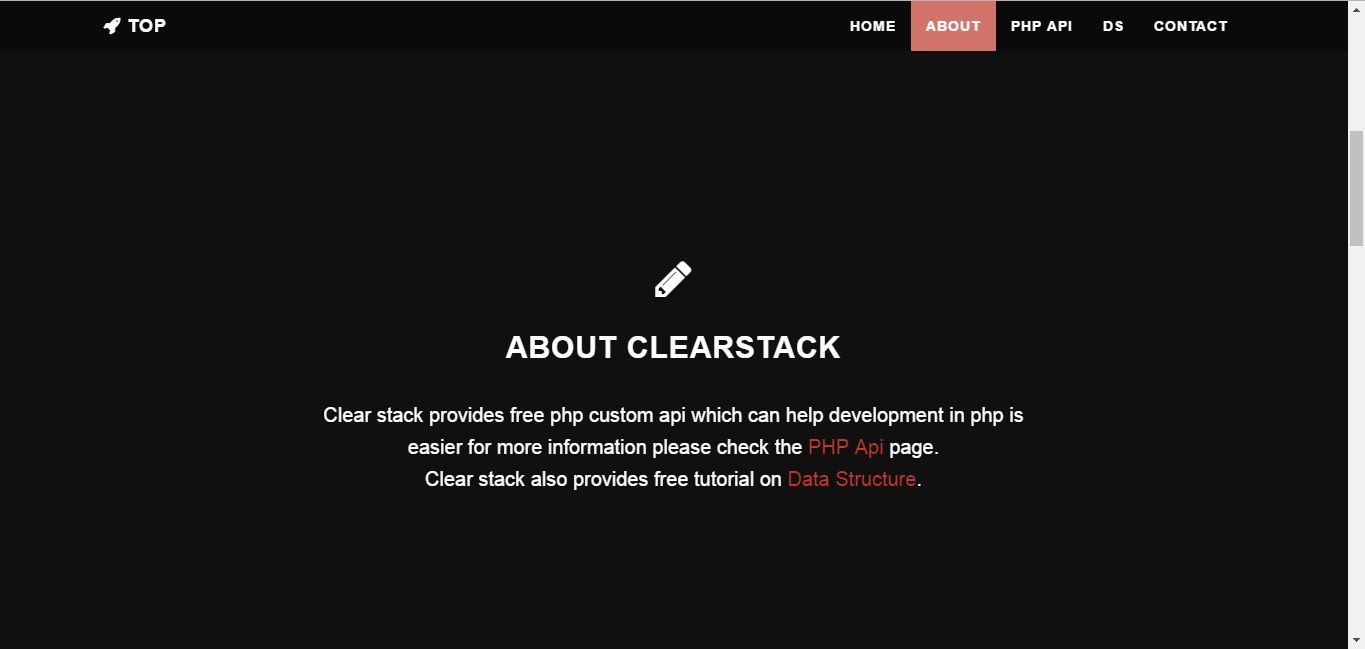 TOP
HOME ABOUT PHP API DS CONTACT
ABOUT CLEARSTACK
Clear stack provides free php custom api which can help development in php is
easier for more information please check the PHP Api page.
Clear stack also provides free tutorial on Data Structure.